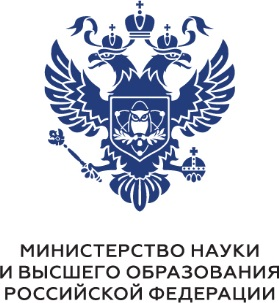 МИНИСТЕРСТВО НАУКИ
И ВЫСШЕГО ОБРАЗОВАНИЯ
РОССИЙСКОЙ ФЕДЕРАЦИИ